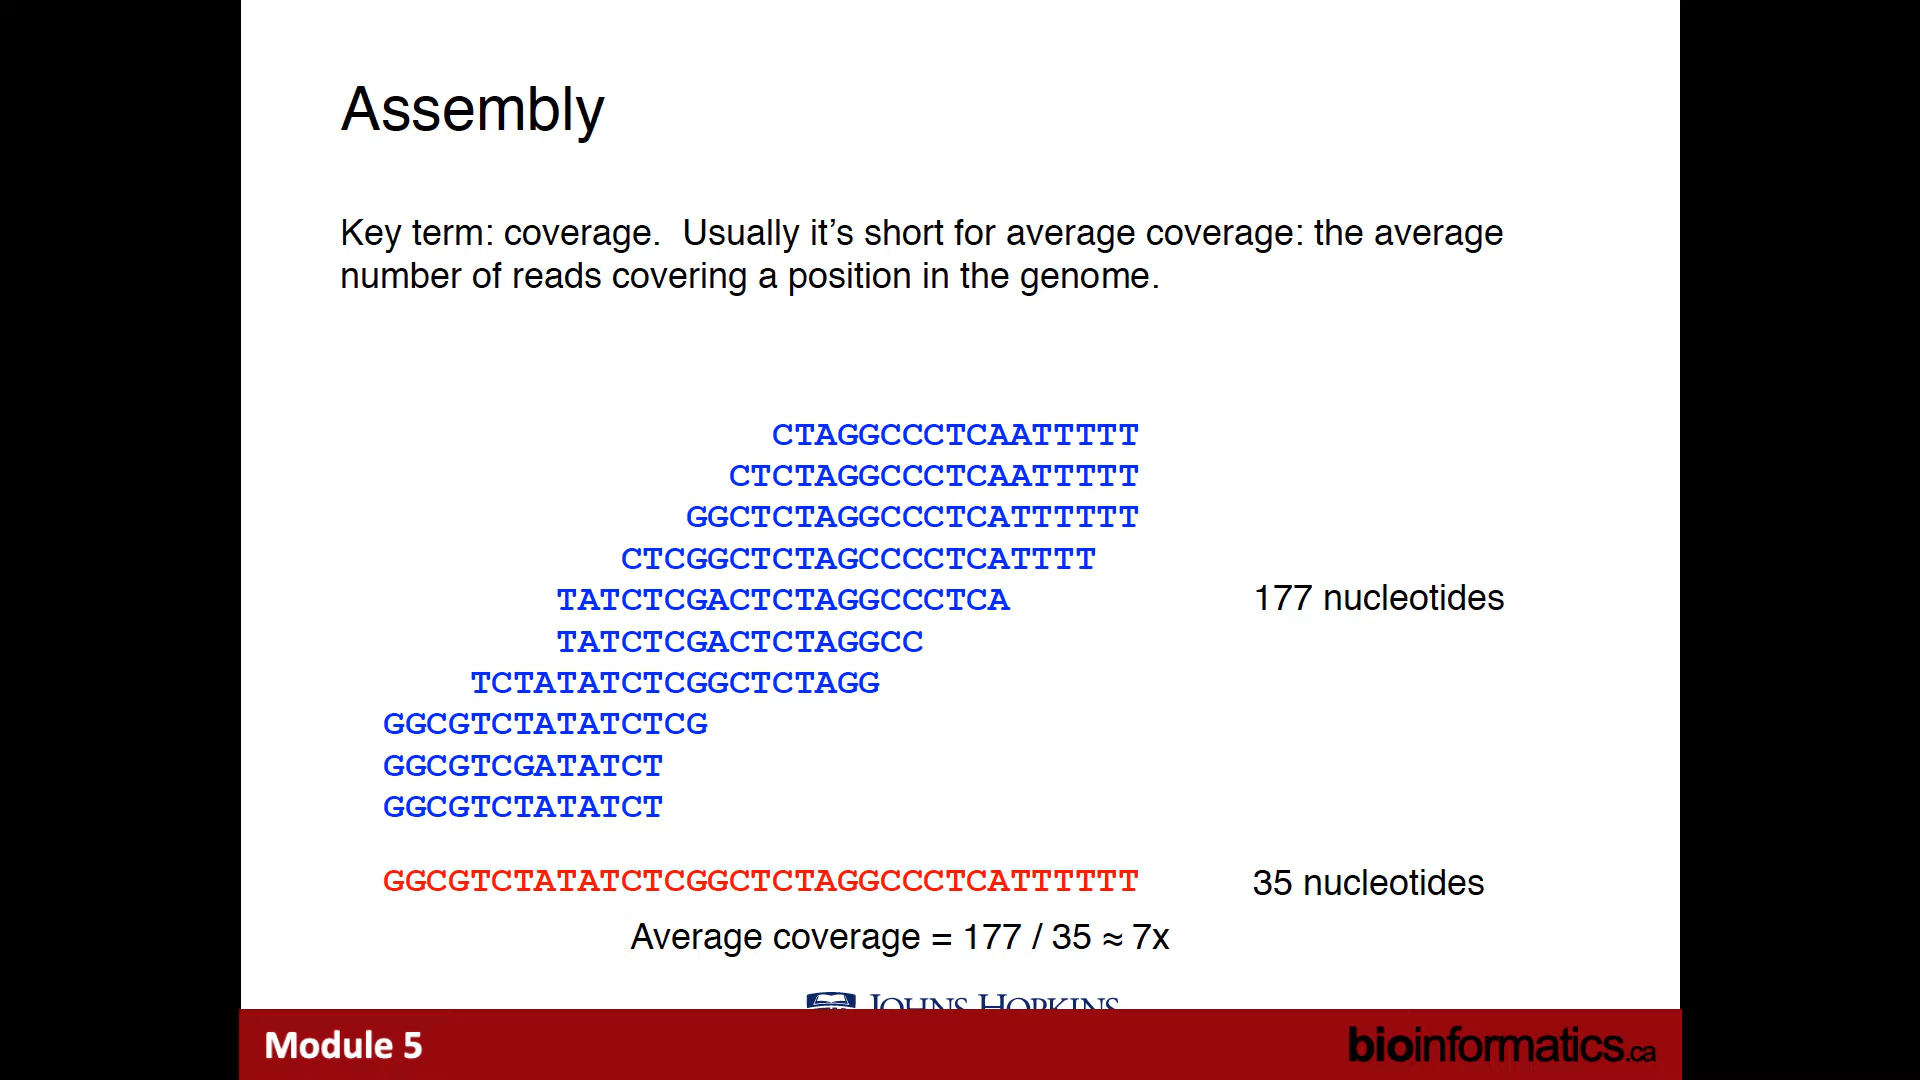 Assembly
Key term: coverage. Usually it's short for average coverage: the average
number of reads covering a position in the genome.
CTAGGCCCTCAATTTTT
CTCTAGGCCCTCAATTTTT
GGCTCTAGGCCCTCATTTTTT
CTCGGCTCTAGCCCCTCATTTT
TATCTCGACTCTAGGCCCTCA 177 nucleotides
TATCTCGACTCTAGGCC
TCTATATCTCGGCTCTAGG
GGCGTCTATATCTCG
GGCGTCGATATCT
GGCGTCTATATCT
GGCGTCTATATCTCGGCTCTAGGCCCTCATTTTTT 35 nucleotides
Average coverage = 177 / 35 ≈ 7x
JOHNS HOPKINS
Module 5 bioinformatics.ca